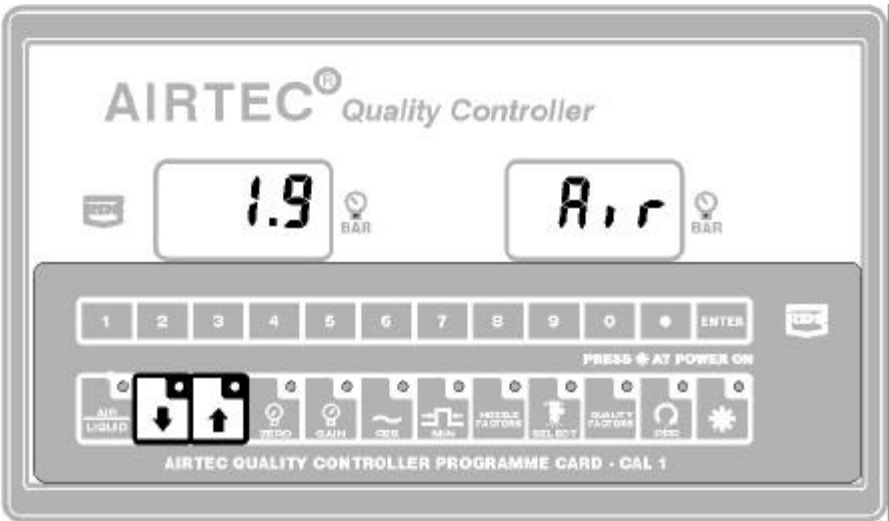 AIRTEC® Quality Controller
1.9 BAR Air BAR
1 2 3 4 5 6 7 8 9 0 • ENTER
PRESS ✱ AT POWER ON
AIR LIQUID ZERO GAIN MIN NOZZLE FACTORS SELECT QUALITY FACTORS
AIRTEC QUALITY CONTROLLER PROGRAMME CARD - CAL 1